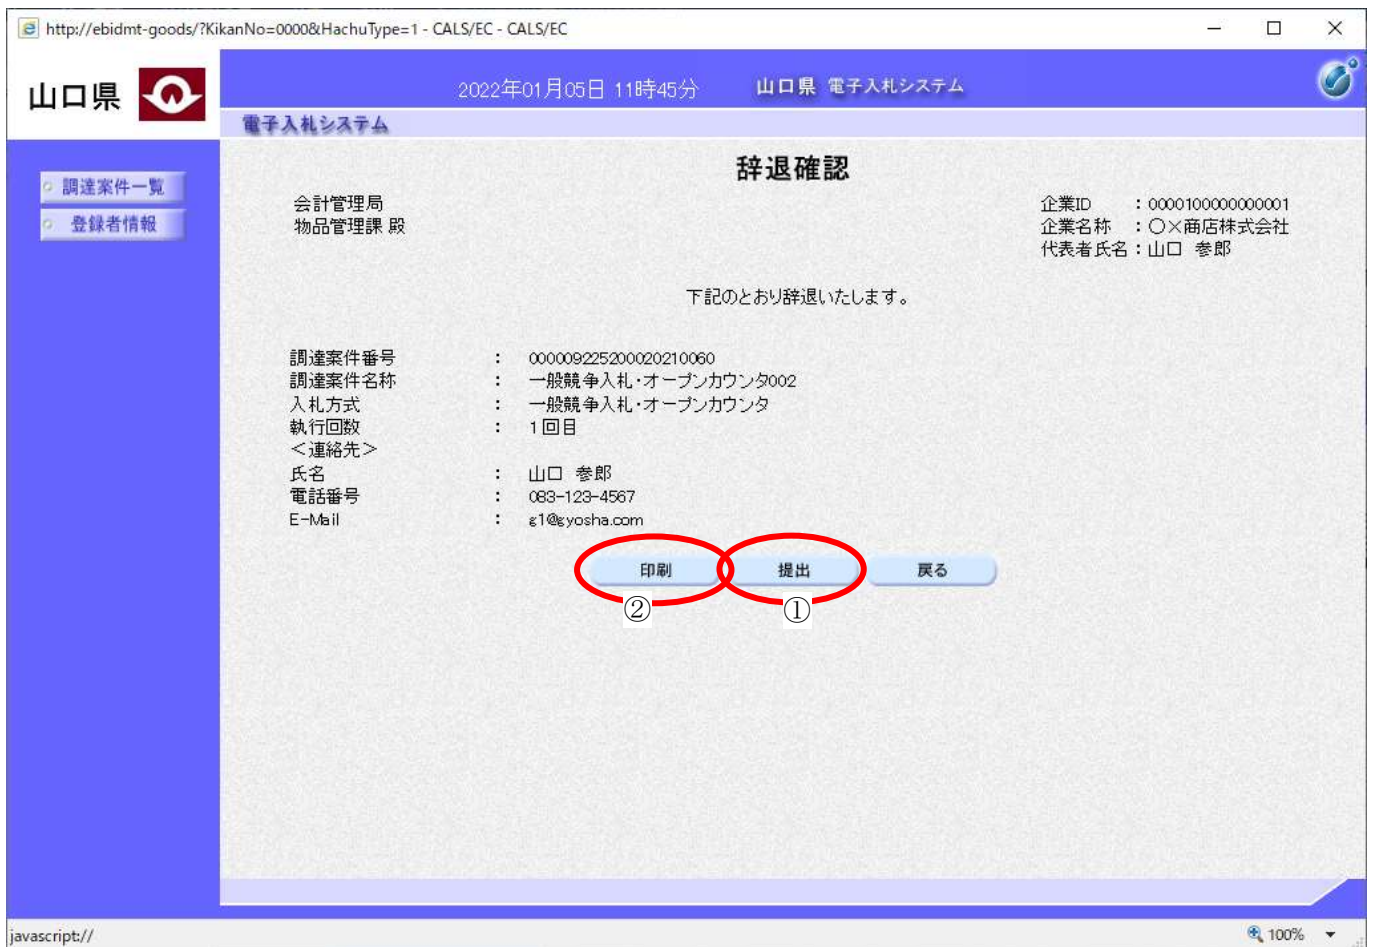 http://ebidmt-goods/?KikanNo=0000&HachuType=1 - CALS/EC - CALS/EC
山口県
2022年01月05日 11時45分 山口県 電子入札システム
電子入札システム
調達案件一覧
登録者情報
辞退確認
会計管理局
物品管理課 殿
企業ID :0000100000000001
企業名称 :○×商店株式会社
代表者氏名:山口 参郎
下記のとおり辞退いたします。
調達案件番号 : 000009225200020210060
調達案件名称 : 一般競争入札・オープンカウンタ002
入札方式 : 一般競争入札・オープンカウンタ
執行回数 : 1回目
<連絡先>
氏名 : 山口 参郎
電話番号 : 083-123-4567
E-Mail : g1@gyosha.com
印刷 提出 戻る
② ①
javascript://
100%